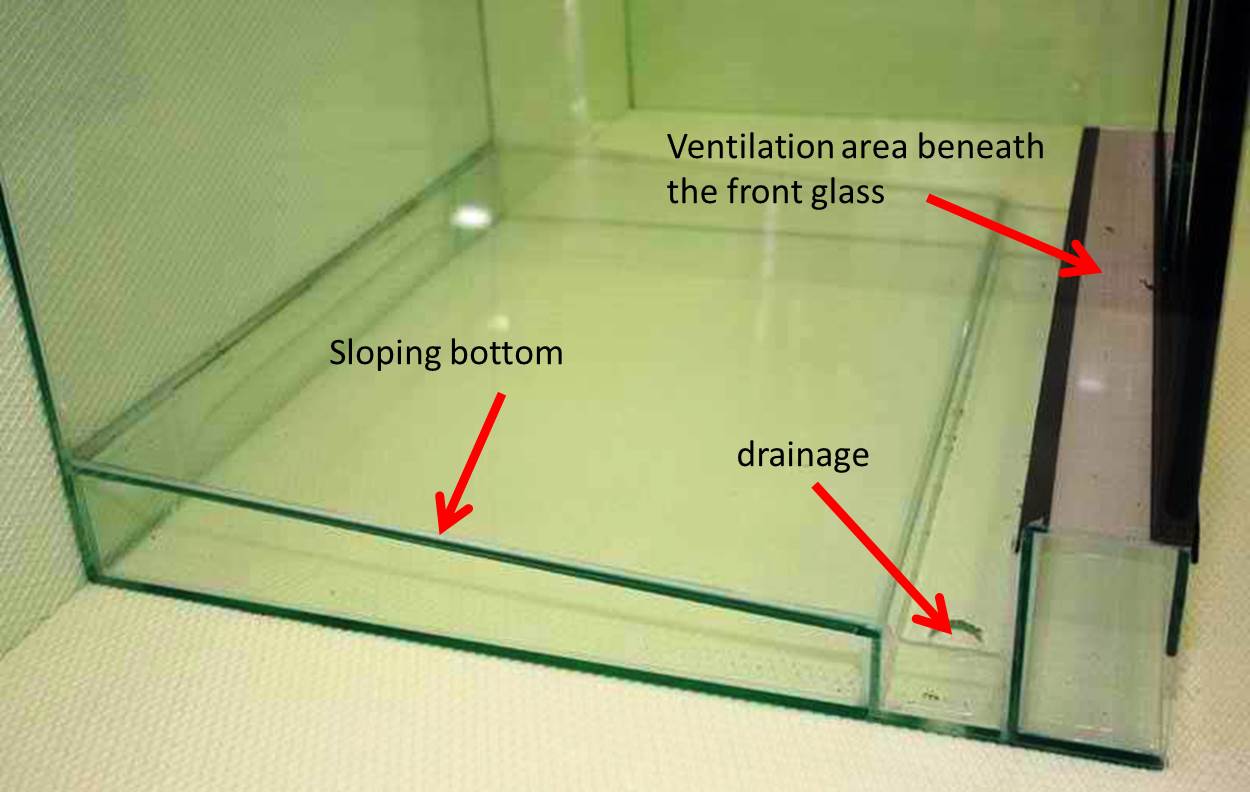 Ventilation area beneath
the front glass
Sloping bottom
drainage